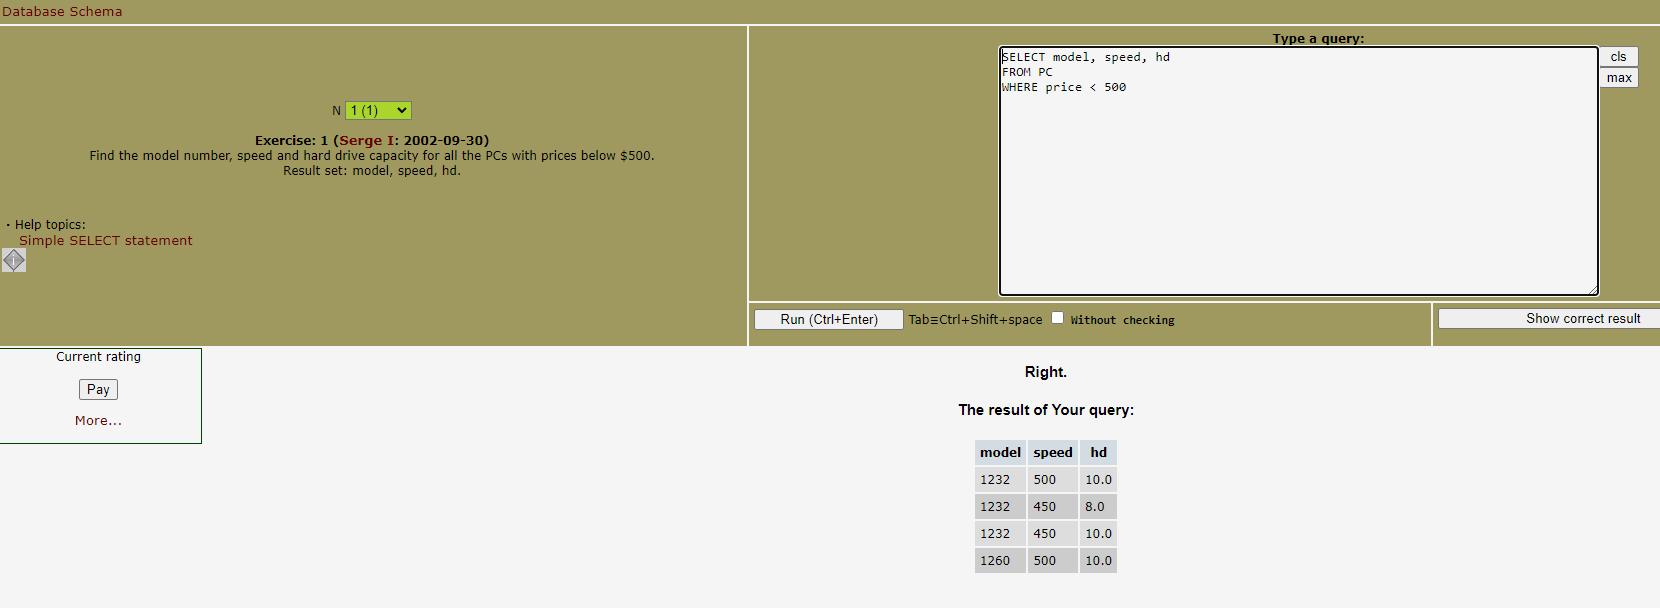 Database Schema
N 1 (1)
Exercise: 1 (Serge I: 2002-09-30)
Find the model number, speed and hard drive capacity for all the PCs with prices below $500.
Result set: model, speed, hd.
· Help topics:
Simple SELECT statement
Type a query:
SELECT model, speed, hd
FROM PC
WHERE price < 500
cls
max
Run (Ctrl+Enter) Tab≡Ctrl+Shift+space Without checking
Show correct result
Current rating
Pay
More...
Right.
The result of Your query:
model speed hd
1232 500 10.0
1232 450 8.0
1232 450 10.0
1260 500 10.0